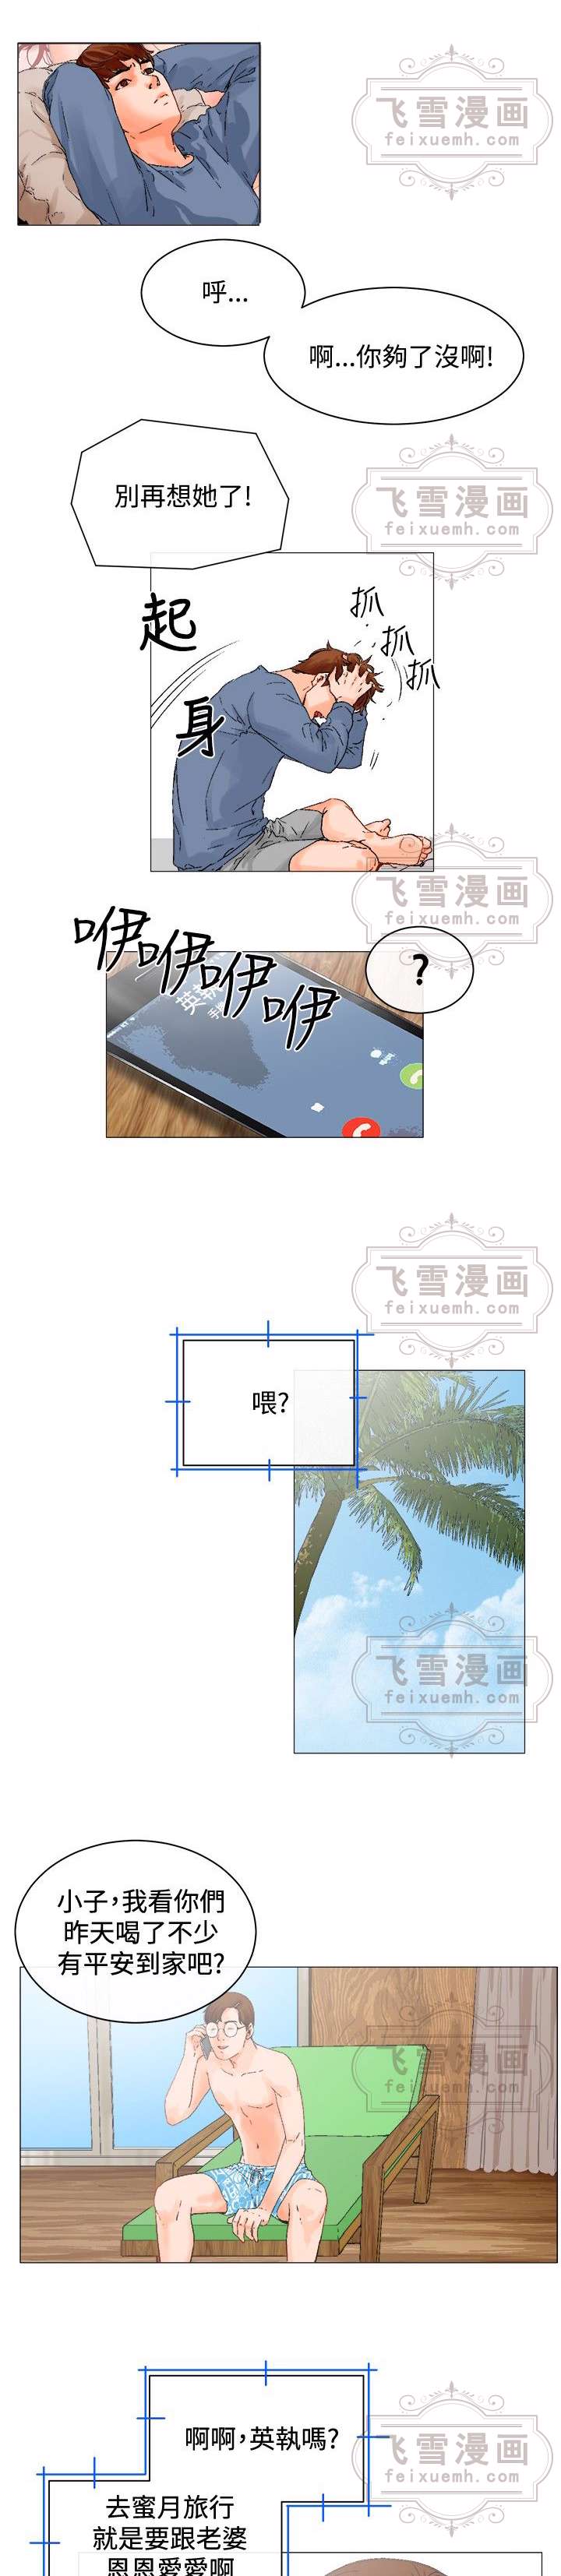 飞雪漫画
feixuemh.com
呼...
啊...你夠了沒啊!
別再想她了!
飞雪漫画
feixuemh.com
起身
抓
抓
抓
飞雪漫画
feixuemh.com
咿咿咿咿
?
飞雪漫画
feixuemh.com
喂?
飞雪漫画
feixuemh.com
小子，我看你們
昨天喝了不少
有平安到家吧?
飞雪漫画
feixuemh.com
飞雪漫画
feixuemh.com
啊啊，英執嗎?
去蜜月旅行
就是要跟老婆
恩恩愛愛啊